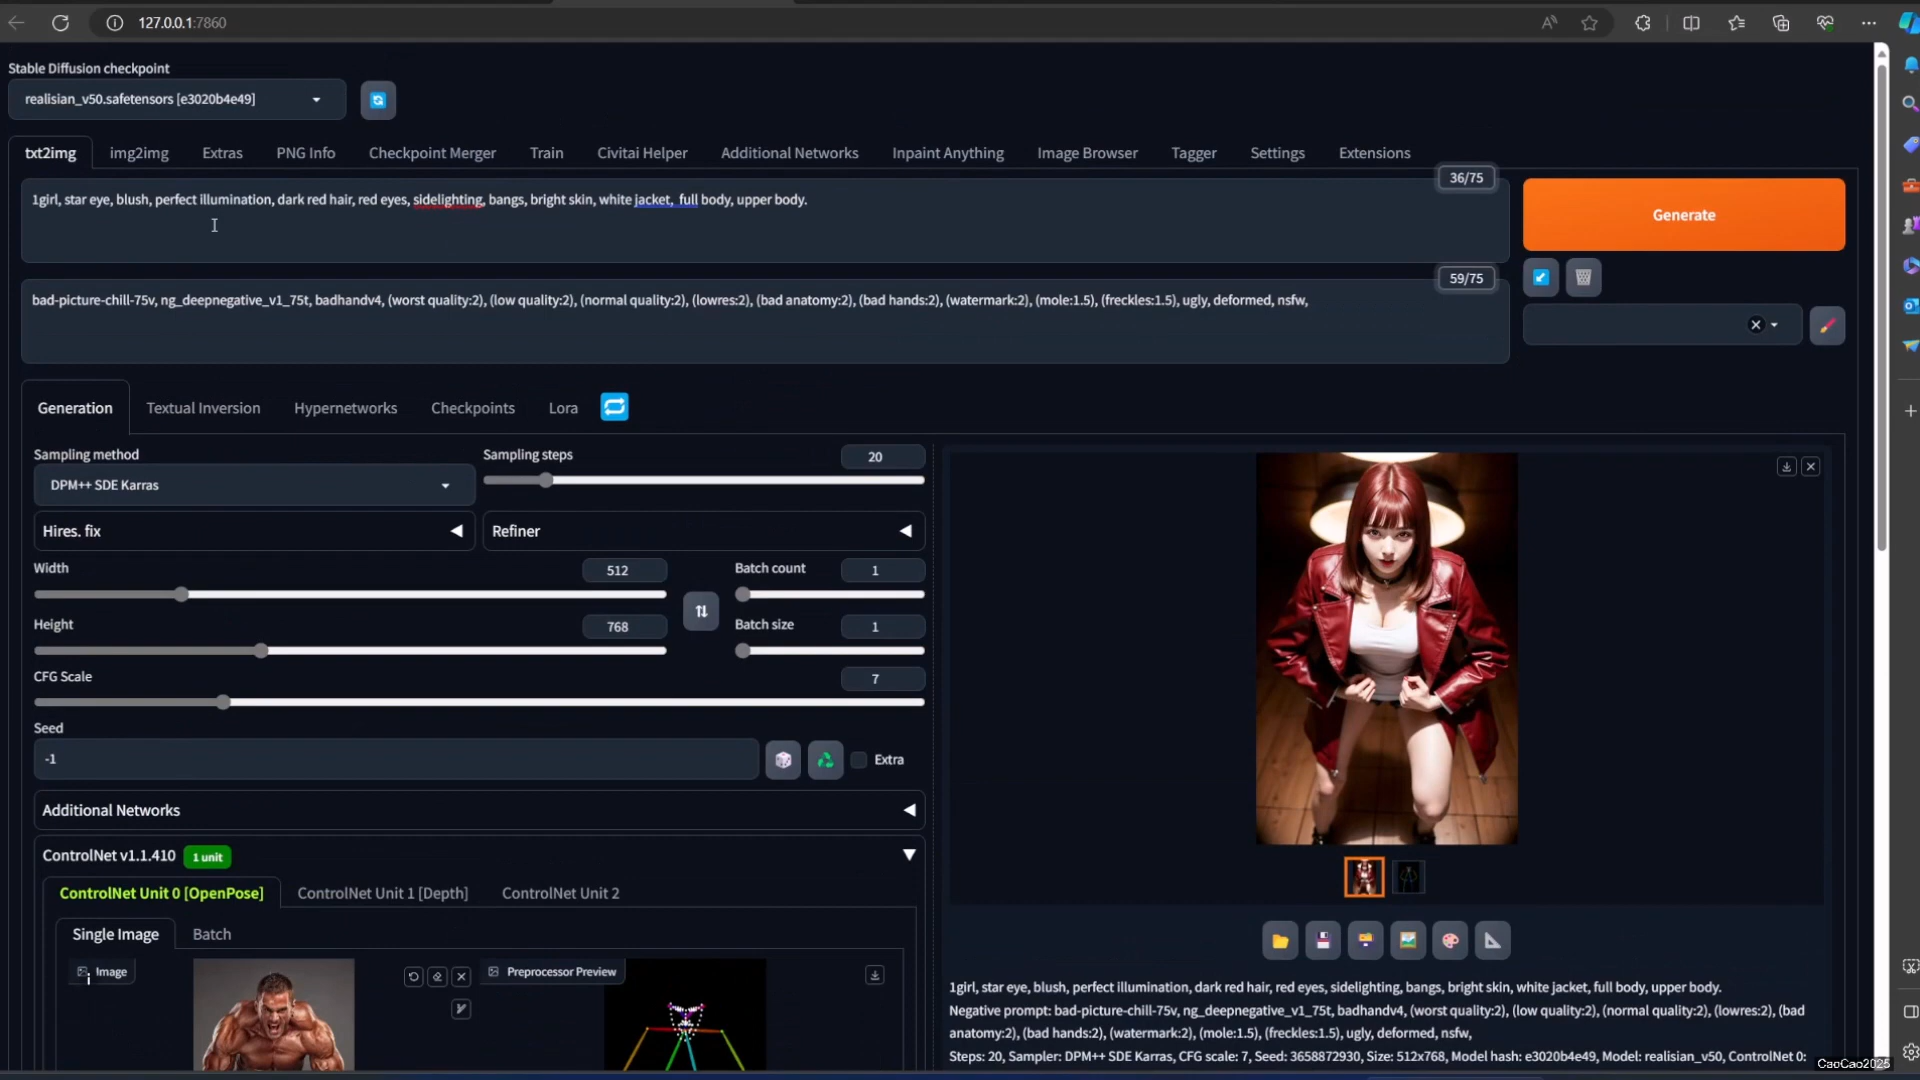 127.0.0.1:7860
Stable Diffusion checkpoint
realisian_v50.safetensors [e3020b4e49]
txt2img img2img Extras PNG Info Checkpoint Merger Train Civitai Helper Additional Networks Inpaint Anything Image Browser Tagger Settings Extensions
36/75
1girl, star eye, blush, perfect illumination, dark red hair, red eyes, sidelighting, bangs, bright skin, white jacket,  full body, upper body.
Generate
59/75
bad-picture-chill-75v, ng_deepnegative_v1_75t, badhandv4, (worst quality:2), (low quality:2), (normal quality:2), (lowres:2), (bad anatomy:2), (bad hands:2), (watermark:2), (mole:1.5), (freckles:1.5), ugly, deformed, nsfw,
Generation Textual Inversion Hypernetworks Checkpoints Lora
Sampling method
DPM++ SDE Karras
Sampling steps
20
Hires. fix
Refiner
Width
512
Batch count
1
Height
768
Batch size
1
CFG Scale
7
Seed
-1
Extra
Additional Networks
ControlNet v1.1.410 1 unit
ControlNet Unit 0 [OpenPose] ControlNet Unit 1 [Depth] ControlNet Unit 2
Single Image Batch
Image
Preprocessor Preview
1girl, star eye, blush, perfect illumination, dark red hair, red eyes, sidelighting, bangs, bright skin, white jacket, full body, upper body.
Negative prompt: bad-picture-chill-75v, ng_deepnegative_v1_75t, badhandv4, (worst quality:2), (low quality:2), (normal quality:2), (lowres:2), (bad
anatomy:2), (bad hands:2), (watermark:2), (mole:1.5), (freckles:1.5), ugly, deformed, nsfw,
Steps: 20, Sampler: DPM++ SDE Karras, CFG scale: 7, Seed: 3658872930, Size: 512x768, Model hash: e3020b4e49, Model: realisian_v50, ControlNet 0:
CaoCao2025